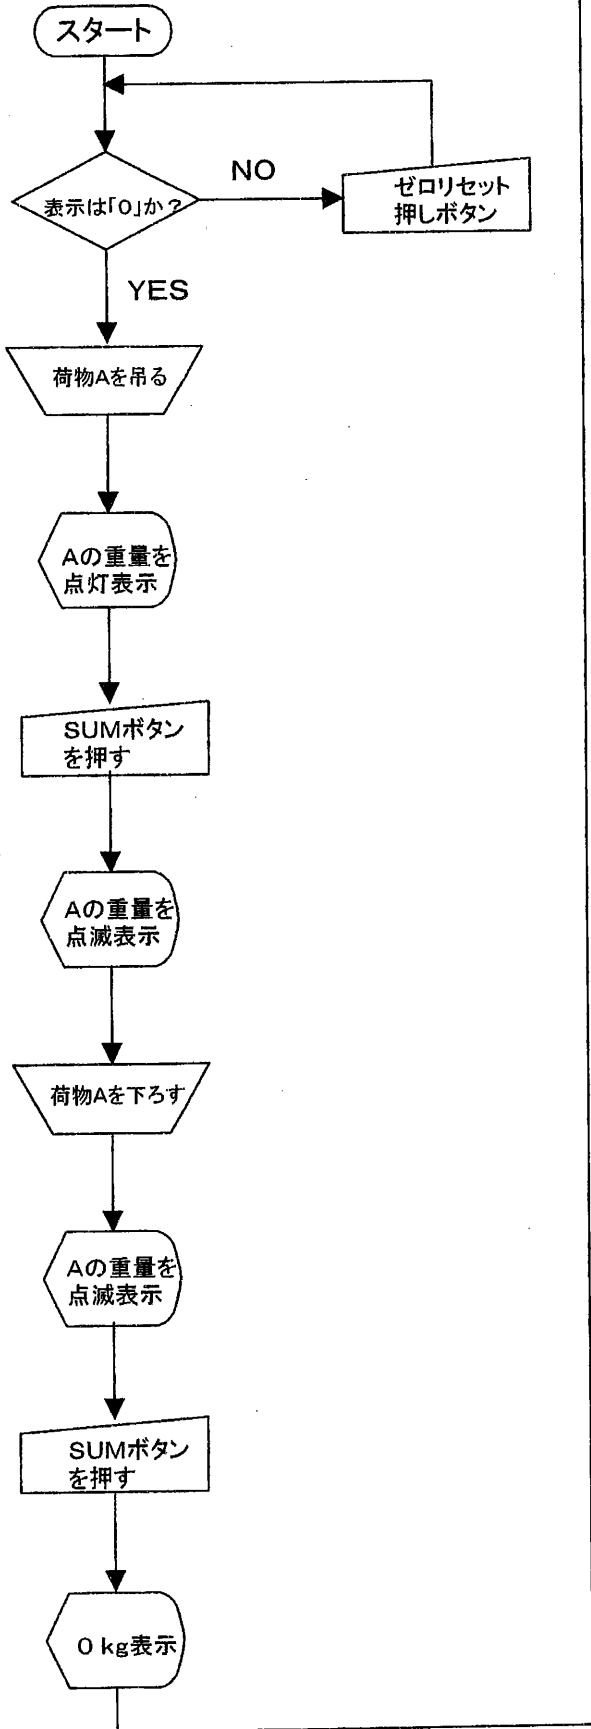 スタート
表示は「0」か?
NO
ゼロリセット
押しボタン
YES
荷物Aを吊る
Aの重量を
点灯表示
SUMボタン
を押す
Aの重量を
点滅表示
荷物Aを下ろす
Aの重量を
点滅表示
SUMボタン
を押す
0 kg表示